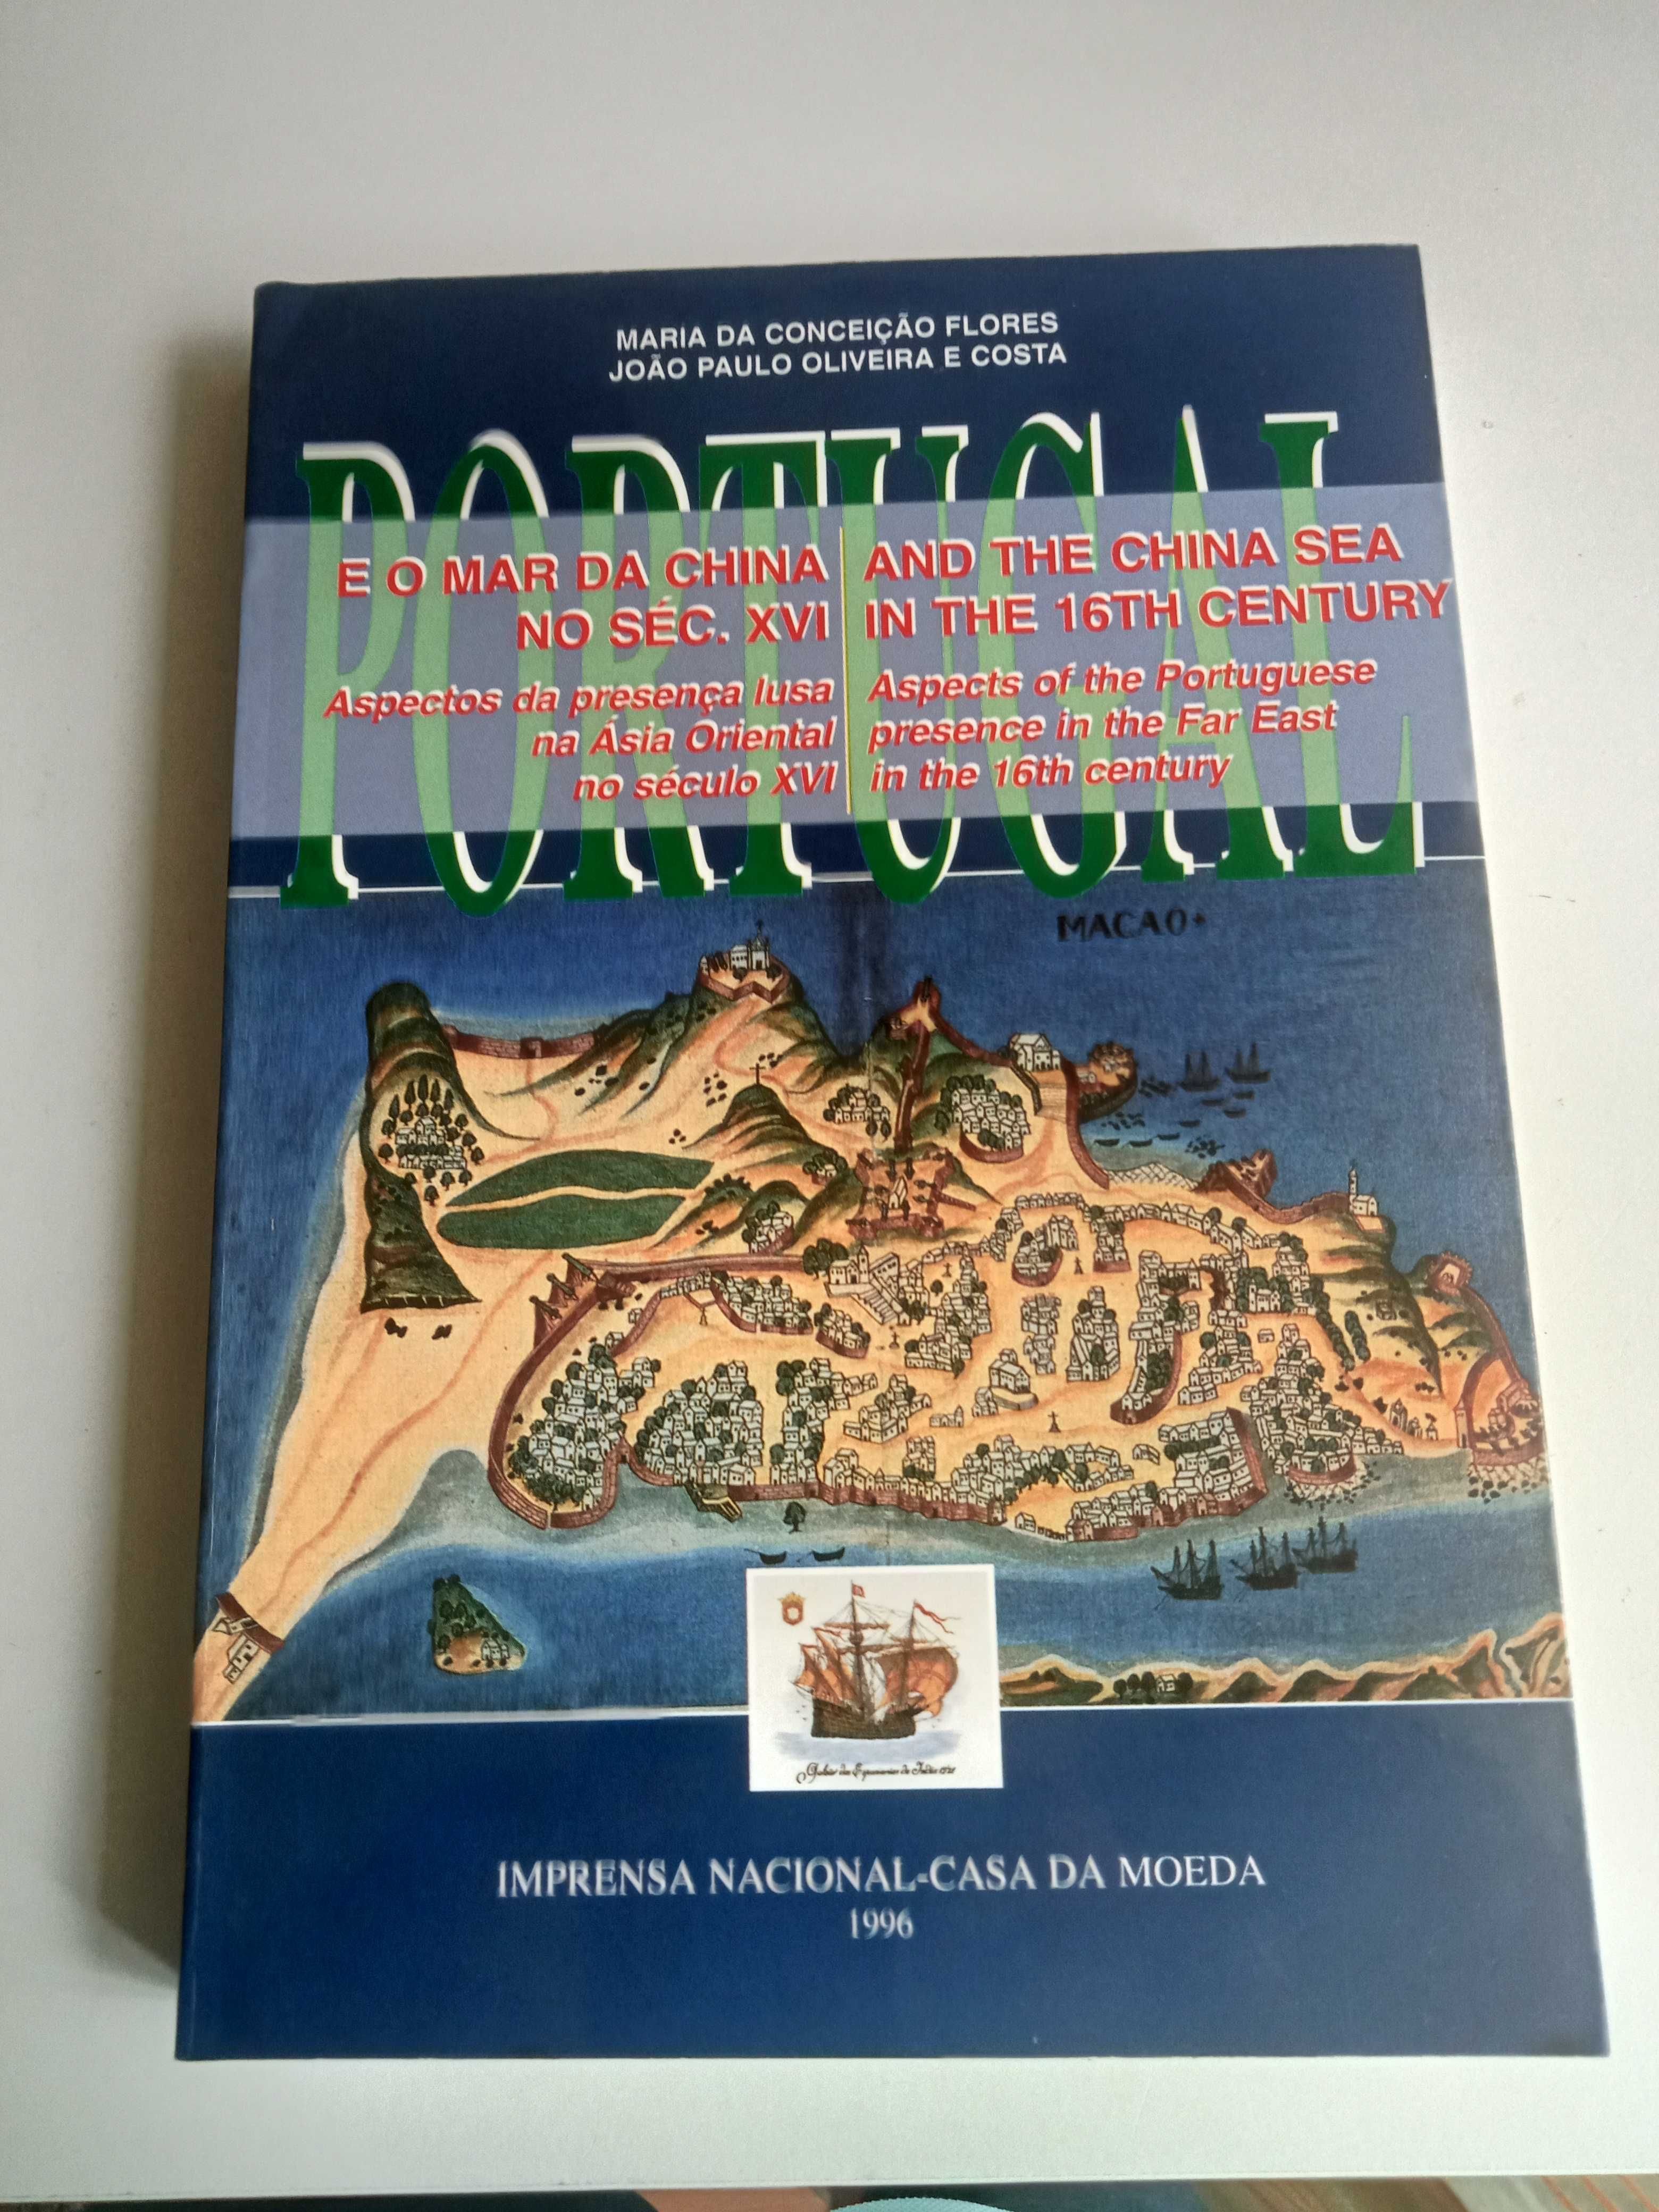 MARIA DA CONCEIÇÃO FLORES
JOÃO PAULO OLIVEIRA E COSTA
PORTUGAL
E O MAR DA CHINA
NO SÉC. XVI
Aspectos da presença lusa
na Ásia Oriental
no século XVI
AND THE CHINA SEA
IN THE 16TH CENTURY
Aspects of the Portuguese
presence in the Far East
in the 16th century
MACAO
IMPRENSA NACIONAL-CASA DA MOEDA
1996